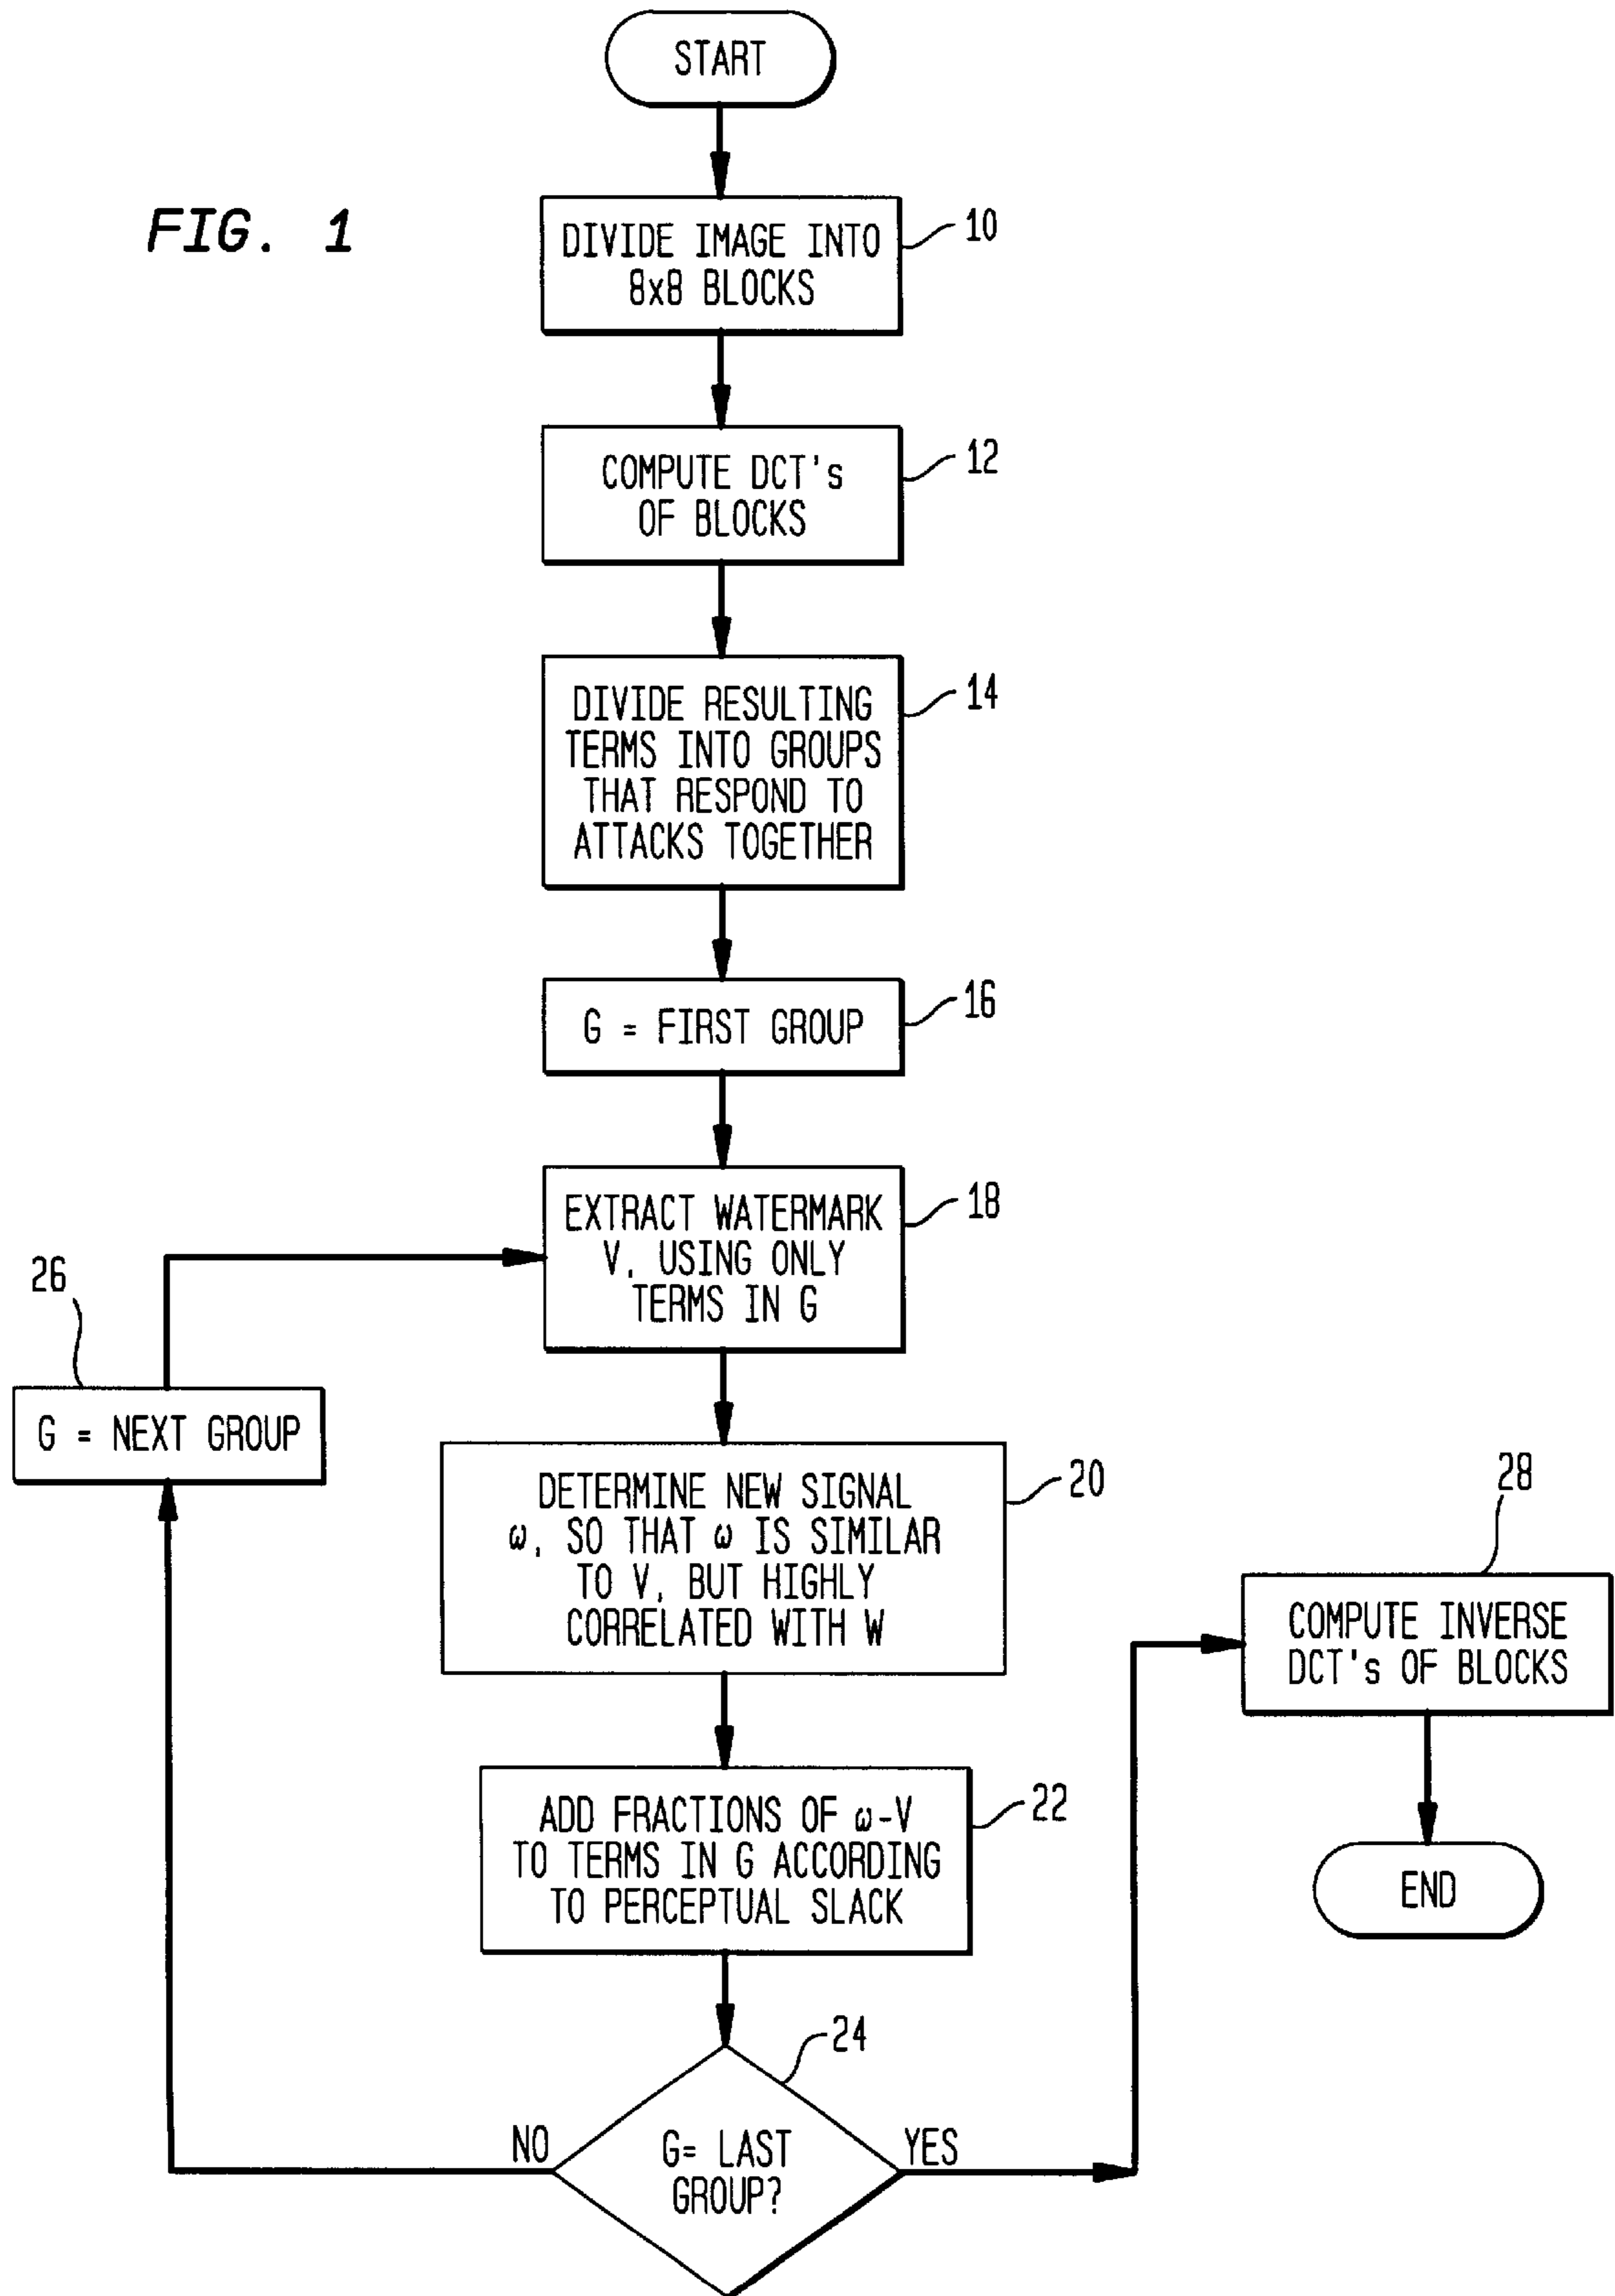 START
FIG. 1
DIVIDE IMAGE INTO
8x8 BLOCKS
10
COMPUTE DCT's
OF BLOCKS
12
DIVIDE RESULTING
TERMS INTO GROUPS
THAT RESPOND TO
ATTACKS TOGETHER
14
G = FIRST GROUP
16
EXTRACT WATERMARK
V, USING ONLY
TERMS IN G
18
26
G = NEXT GROUP
DETERMINE NEW SIGNAL
ω, SO THAT ω IS SIMILAR
TO V, BUT HIGHLY
CORRELATED WITH W
20
28
COMPUTE INVERSE
DCT's OF BLOCKS
ADD FRACTIONS OF ω-V
TO TERMS IN G ACCORDING
TO PERCEPTUAL SLACK
22
END
24
NO
G= LAST
GROUP?
YES